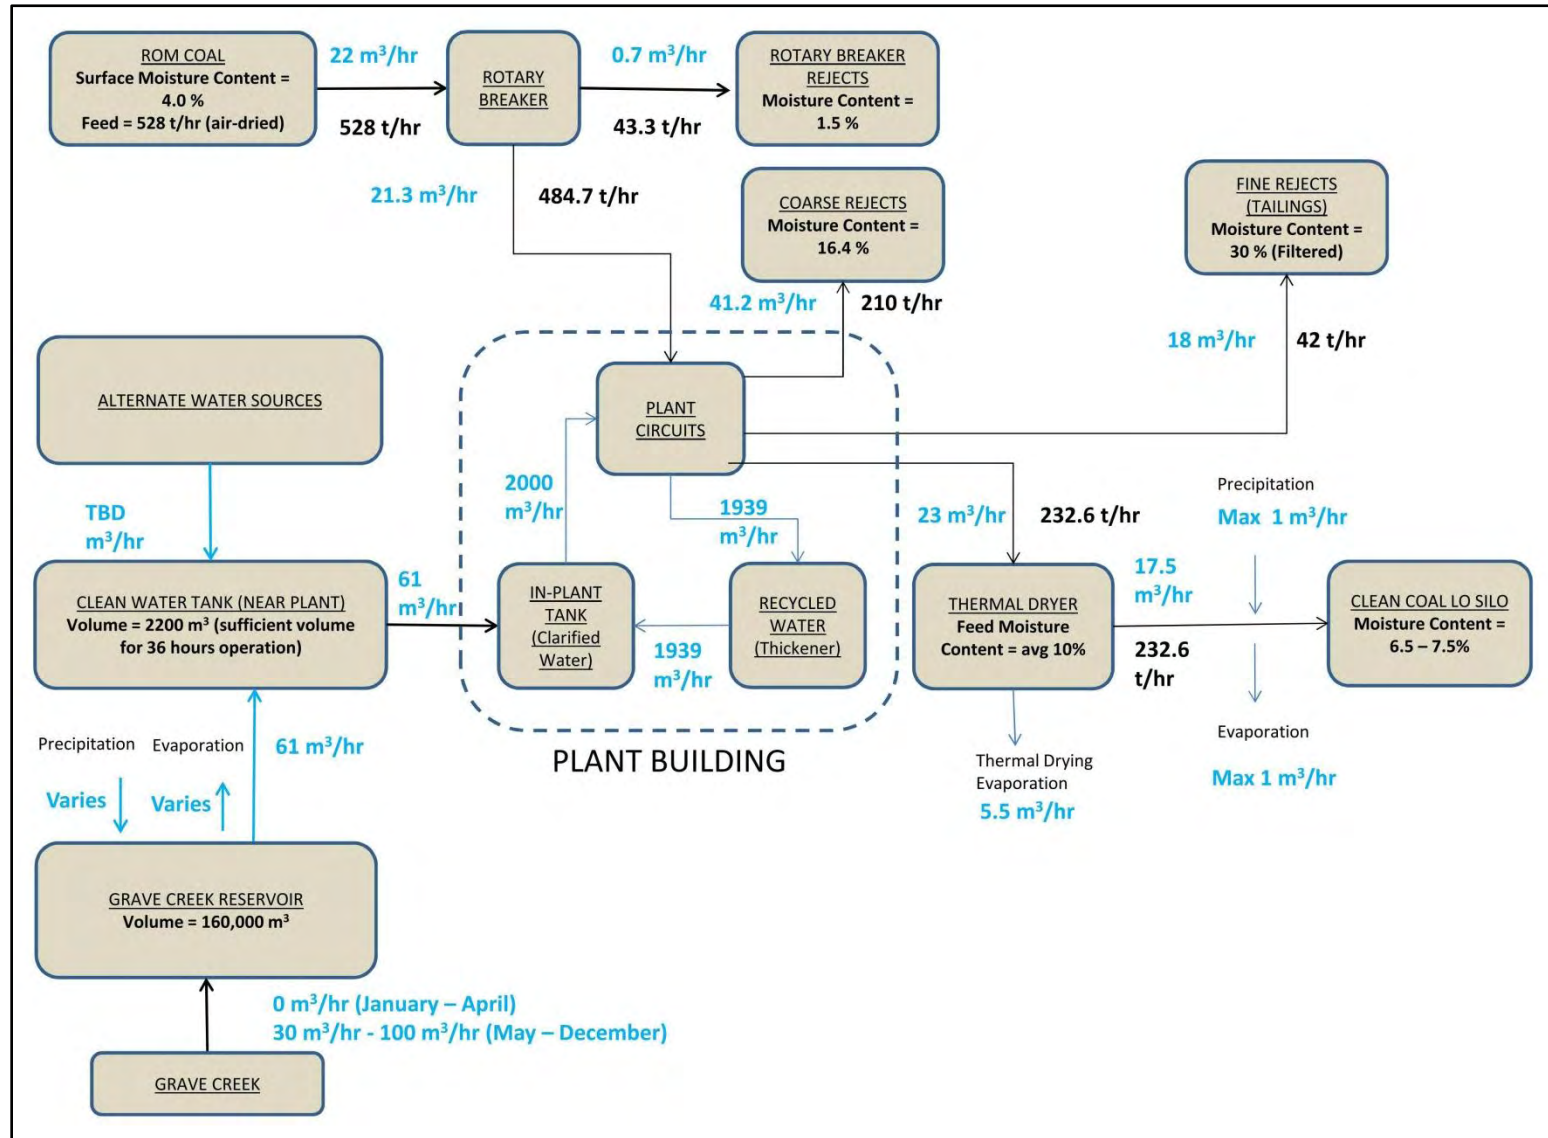 ROM COAL
Surface Moisture Content =
4.0 %
Feed = 528 t/hr (air-dried)
22 m³/hr
528 t/hr
ROTARY
BREAKER
0.7 m³/hr
43.3 t/hr
ROTARY BREAKER
REJECTS
Moisture Content =
1.5 %
21.3 m³/hr
484.7 t/hr
COARSE REJECTS
Moisture Content =
16.4 %
41.2 m³/hr
210 t/hr
FINE REJECTS
(TAILINGS)
Moisture Content =
30 % (Filtered)
18 m³/hr
42 t/hr
ALTERNATE WATER SOURCES
TBD
m³/hr
CLEAN WATER TANK (NEAR PLANT)
Volume = 2200 m³ (sufficient volume
for 36 hours operation)
61
m³/hr
PLANT
CIRCUITS
2000
m³/hr
1939
m³/hr
IN-PLANT
TANK
(Clarified
Water)
1939
m³/hr
RECYCLED
WATER
(Thickener)
PLANT BUILDING
23 m³/hr
232.6 t/hr
THERMAL DRYER
Feed Moisture
Content = avg 10%
Thermal Drying
Evaporation
5.5 m³/hr
17.5
m³/hr
232.6
t/hr
Precipitation
Max 1 m³/hr
Evaporation
Max 1 m³/hr
CLEAN COAL LO SILO
Moisture Content =
6.5 – 7.5%
Precipitation
Varies
Evaporation
Varies
61 m³/hr
GRAVE CREEK RESERVOIR
Volume = 160,000 m³
0 m³/hr (January – April)
30 m³/hr - 100 m³/hr (May – December)
GRAVE CREEK